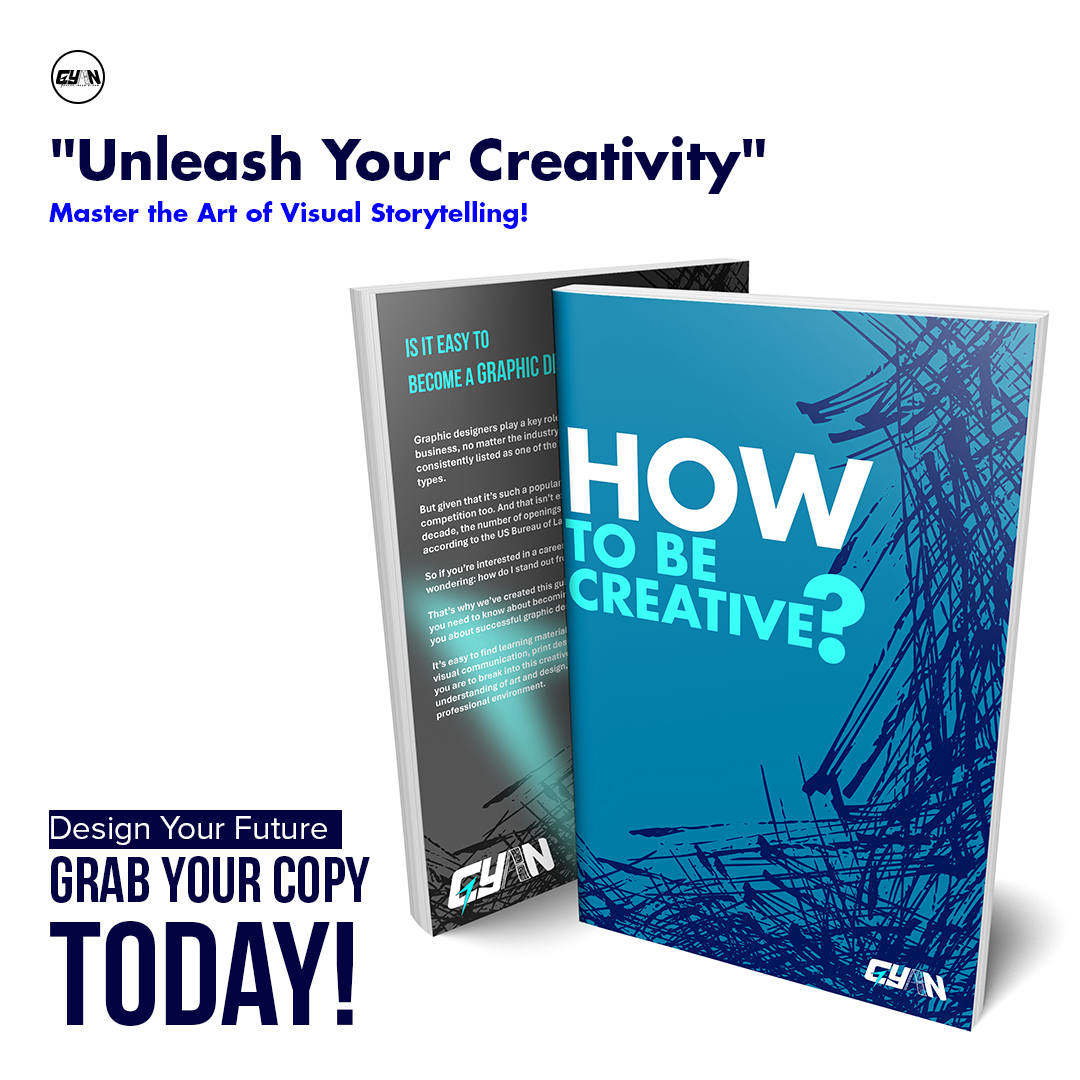 CYAN
"Unleash Your Creativity"
Master the Art of Visual Storytelling!
IS IT EASY TO
BECOME A GRAPHIC
Graphic designers play a key role
business, no matter the industry
consistently listed as one of the
types.
But given that it's such a popular
competition too. And that isn't
decade, the number of openings
according to the US Bureau of
So if you're interested in a career
wondering: how do I stand out
That's why we've created this
you need to know about
you about successful graphic
It's easy to find learning
visual communication, print
you are to break into this
understanding of art and design,
professional environment.
CYAN
HOW
TO BE
CREATIVE?
CYAN
Design Your Future
GRAB YOUR COPY
TODAY!